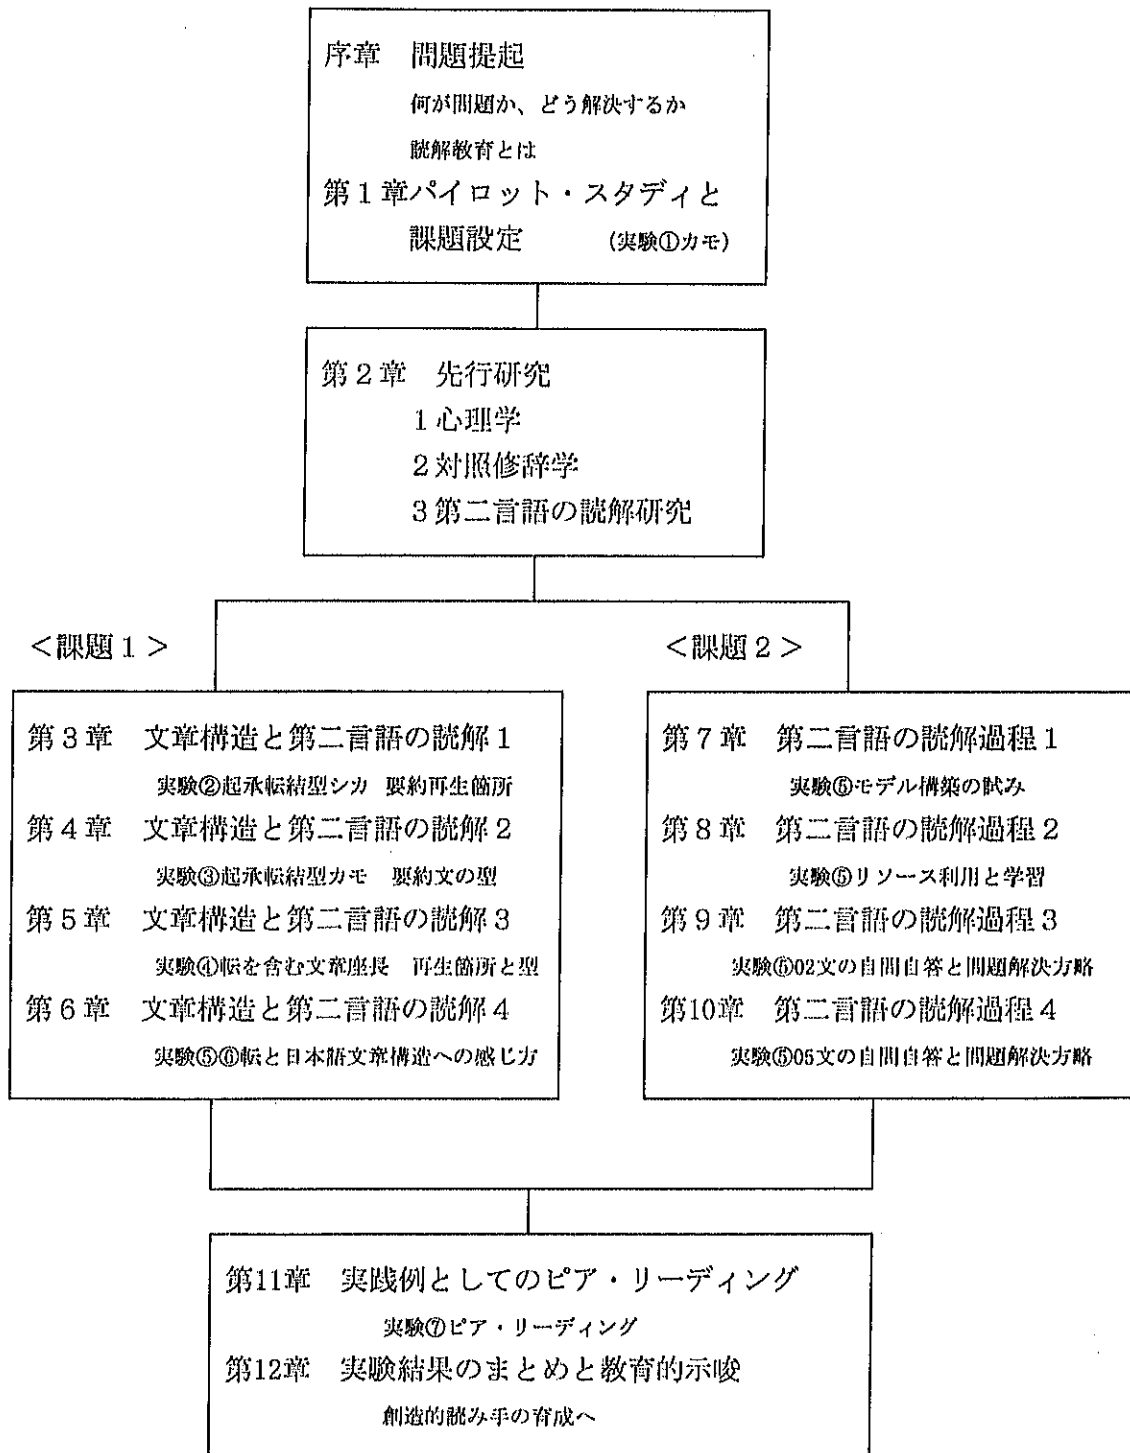 序章　問題提起
何が問題か、どう解決するか
読解教育とは
第１章パイロット・スタディと
課題設定　　（実験①カモ）
第２章　先行研究
１心理学
２対照修辞学
３第二言語の読解研究
＜課題１＞
第３章　文章構造と第二言語の読解１
実験②起承転結型シカ　要約再生箇所
第４章　文章構造と第二言語の読解２
実験③起承転結型カモ　要約文の型
第５章　文章構造と第二言語の読解３
実験④転を含む文章座長　再生箇所と型
第６章　文章構造と第二言語の読解４
実験⑤⑥転と日本語文章構造への感じ方
＜課題２＞
第７章　第二言語の読解過程１
実験⑤モデル構築の試み
第８章　第二言語の読解過程２
実験⑤リソース利用と学習
第９章　第二言語の読解過程３
実験⑤02文の自問自答と問題解決方略
第10章　第二言語の読解過程４
実験⑤05文の自問自答と問題解決方略
第11章　実践例としてのピア・リーディング
実験⑦ピア・リーディング
第12章　実験結果のまとめと教育的示唆
創造的読み手の育成へ